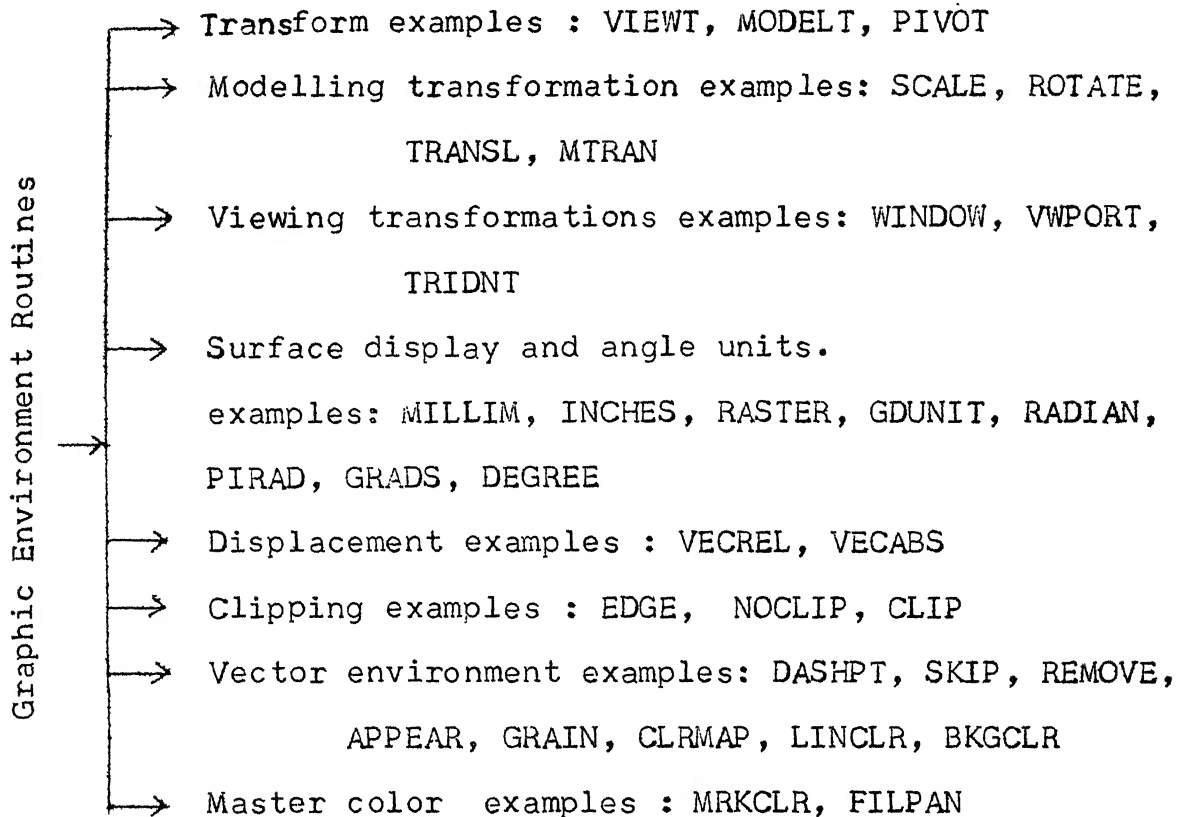 Graphic Environment Routines
Transform examples : VIEWT, MODELT, PIVOT
Modelling transformation examples: SCALE, ROTATE,
TRANSL, MTRAN
Viewing transformations examples: WINDOW, VWPORT,
TRIDNT
Surface display and angle units.
examples: MILLIM, INCHES, RASTER, GDUNIT, RADIAN,
PIRAD, GRADS, DEGREE
Displacement examples : VECREL, VECABS
Clipping examples : EDGE, NOCLIP, CLIP
Vector environment examples: DASHPT, SKIP, REMOVE,
APPEAR, GRAIN, CLRMAP, LINCLR, BKGCLR
Master color examples : MRKCLR, FILPAN